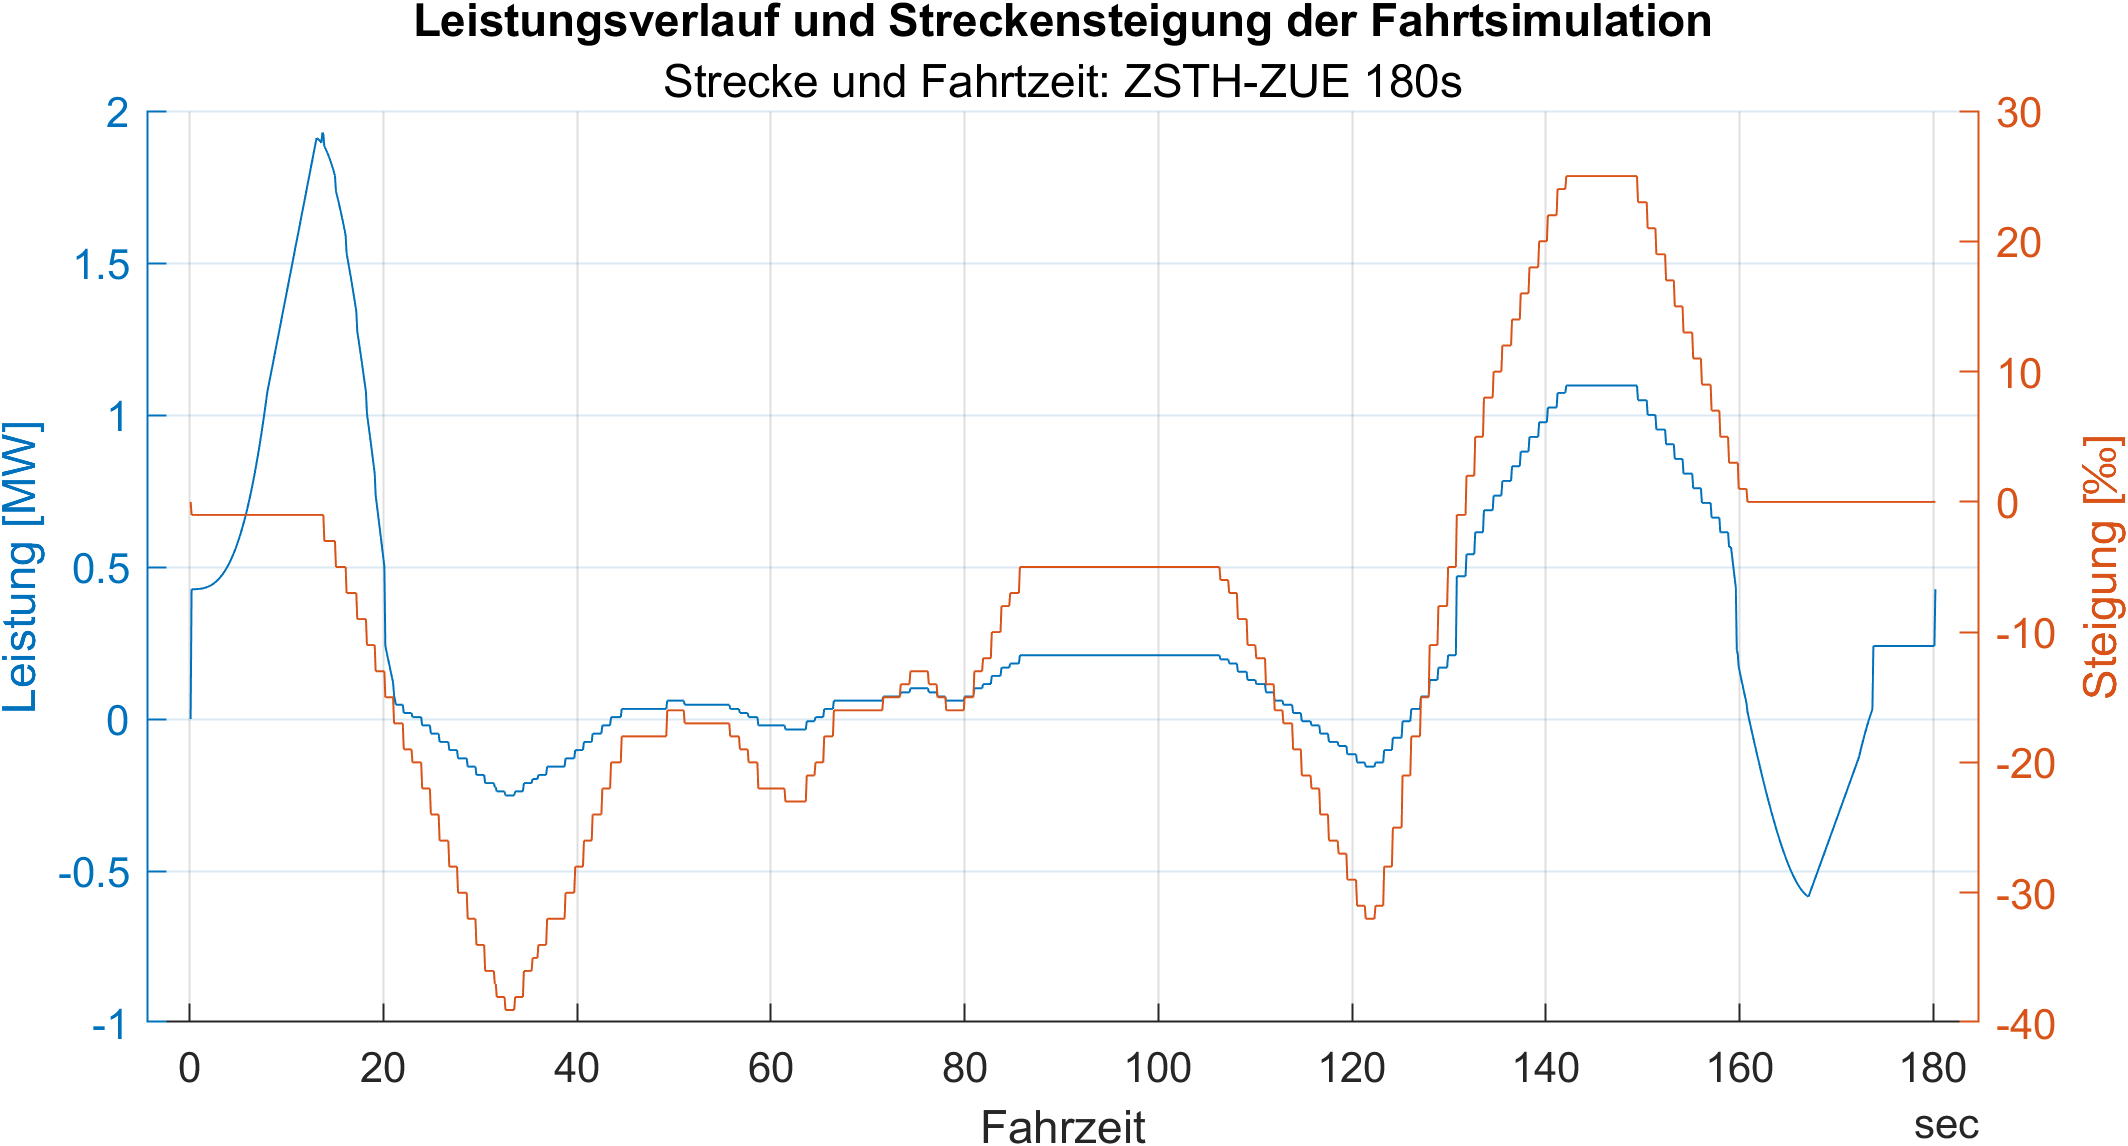 Leistungsverlauf und Streckensteigung der Fahrtsimulation
Strecke und Fahrtzeit: ZSTH-ZUE 180s
Leistung [MW]
2
1.5
1
0.5
0
-0.5
-1
30
20
10
0
-10
-20
-30
-40
Steigung [‰]
0 20 40 60 80 100 120 140 160 180
Fahrzeit
sec